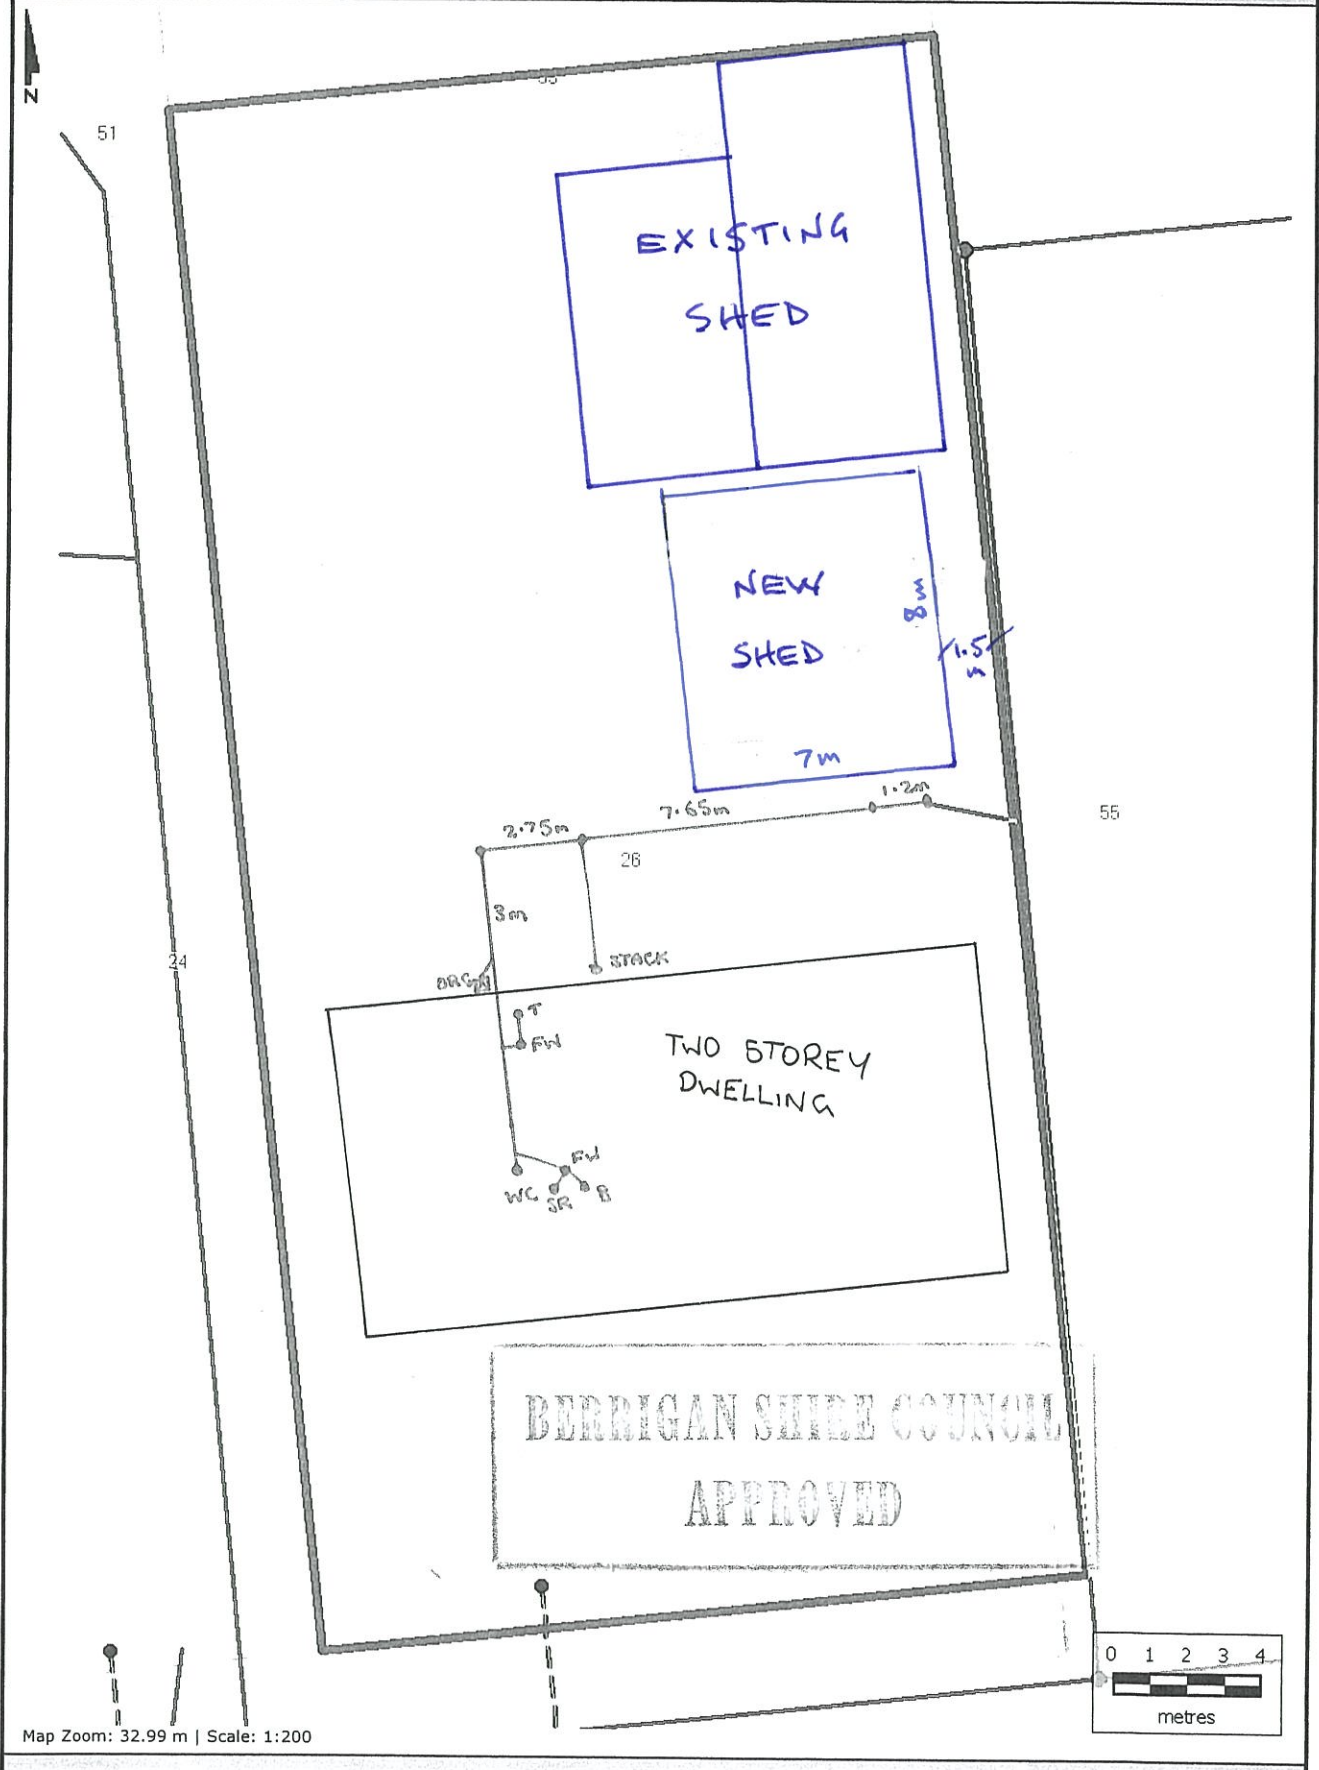 N
51
EXISTING
SHED
NEW
SHED
8m
1.5
m
7m
1.2m
7.65m
2.75m
55
26
3m
24
STACK
ORG
T
FW
TWO STOREY
DWELLING
FW
WC
SR
B
BERRIGAN SHIRE COUNCIL
APPROVED
0 1 2 3 4
metres
Map Zoom: 32.99 m | Scale: 1:200